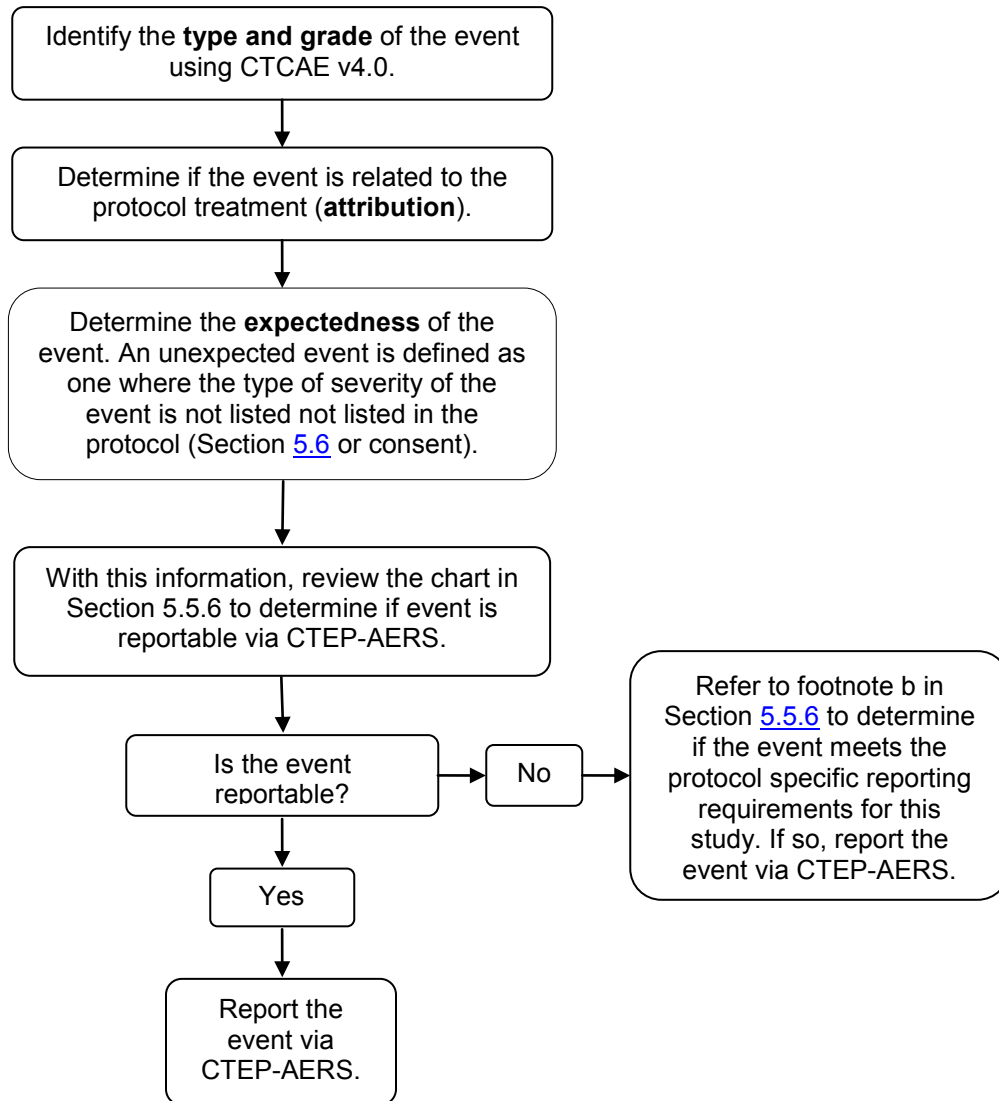 Identify the type and grade of the event
using CTCAE v4.0.
Determine if the event is related to the
protocol treatment (attribution).
Determine the expectedness of the
event. An unexpected event is defined as
one where the type of severity of the
event is not listed not listed in the
protocol (Section 5.6 or consent).
With this information, review the chart in
Section 5.5.6 to determine if event is
reportable via CTEP-AERS.
Is the event
reportable?
No
Refer to footnote b in
Section 5.5.6 to determine
if the event meets the
protocol specific reporting
requirements for this
study. If so, report the
event via CTEP-AERS.
Yes
Report the
event via
CTEP-AERS.